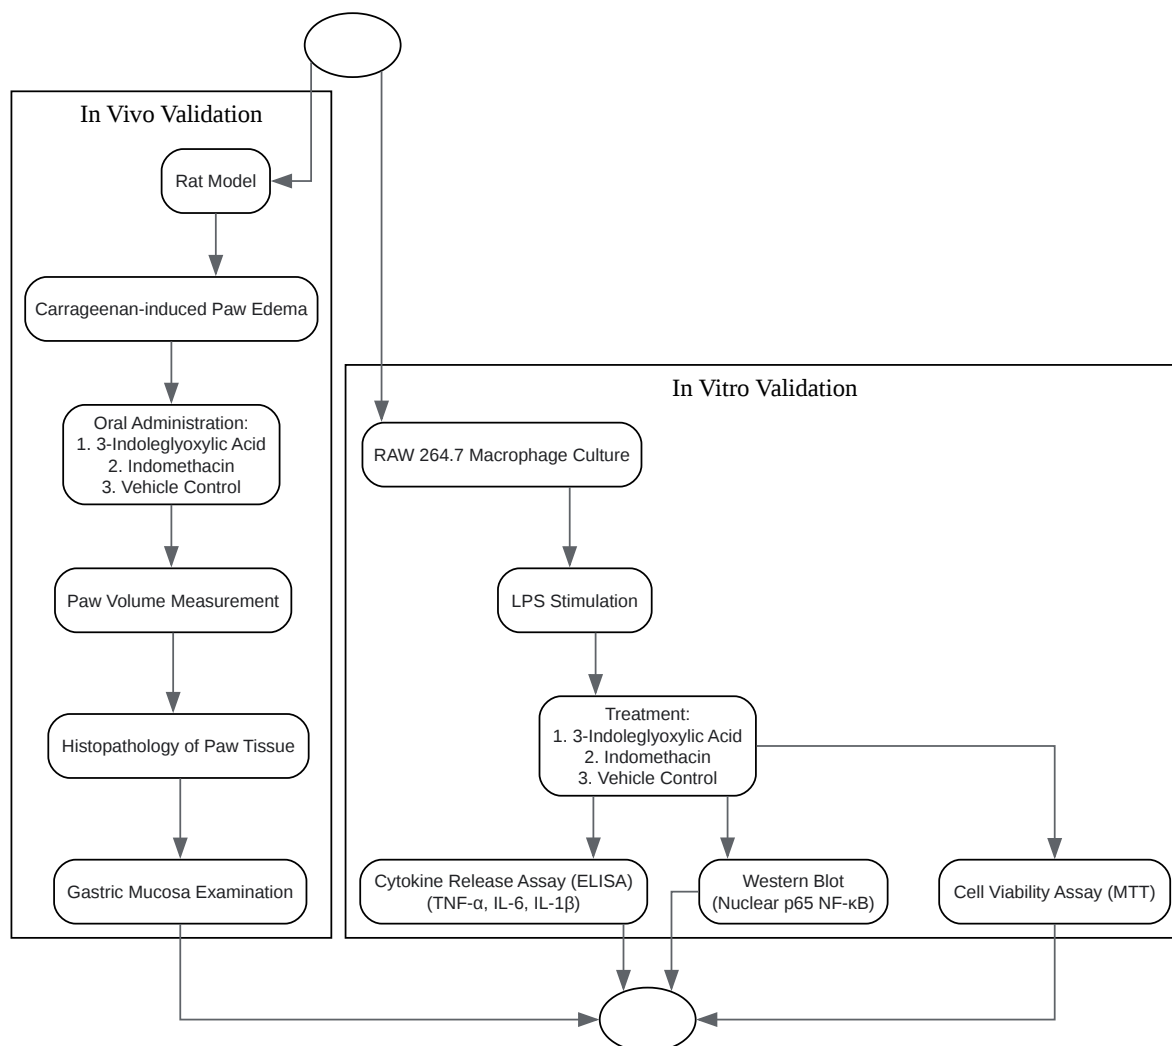 In Vivo Validation
Rat Model
Carrageenan-induced Paw Edema
Oral Administration:
1. 3-Indoleglyoxylic Acid
2. Indomethacin
3. Vehicle Control
Paw Volume Measurement
Histopathology of Paw Tissue
Gastric Mucosa Examination
In Vitro Validation
RAW 264.7 Macrophage Culture
LPS Stimulation
Treatment:
1. 3-Indoleglyoxylic Acid
2. Indomethacin
3. Vehicle Control
Cytokine Release Assay (ELISA)
(TNF-α, IL-6, IL-1β)
Western Blot
(Nuclear p65 NF-κB)
Cell Viability Assay (MTT)